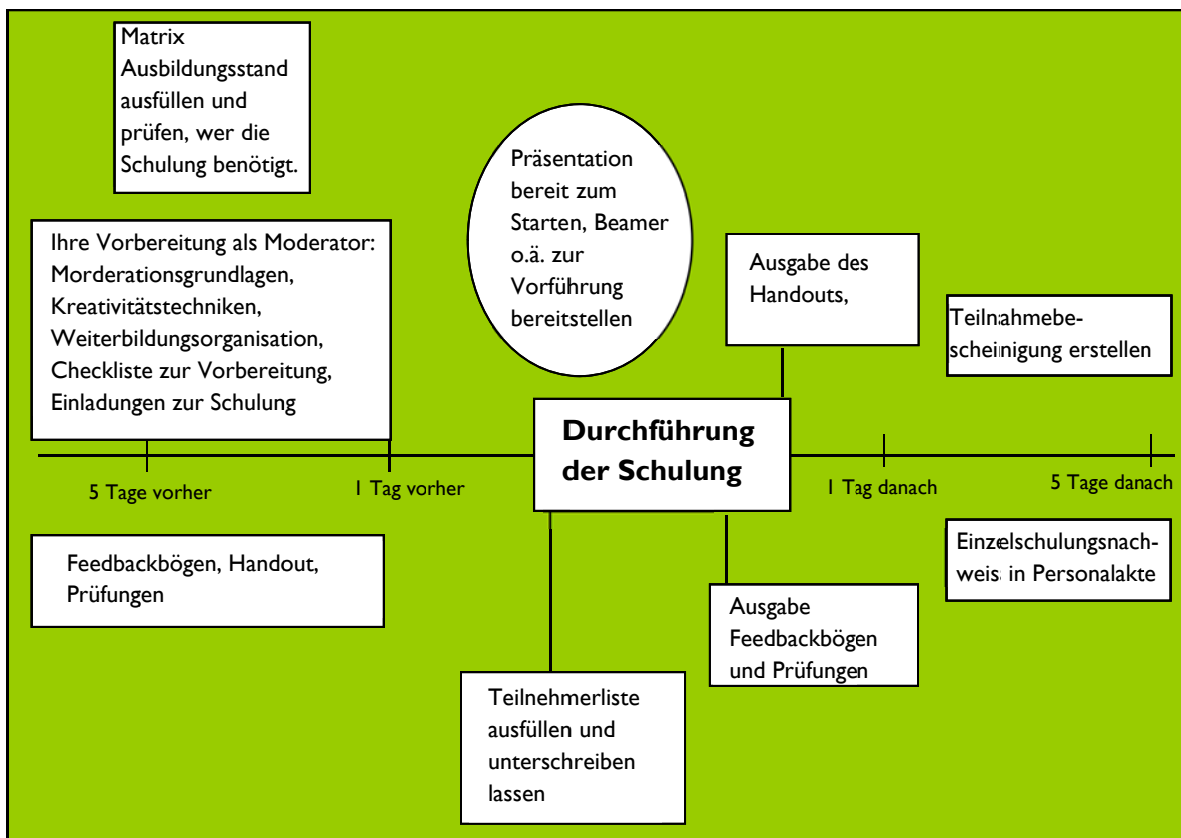 Matrix
Ausbildungsstand
ausfüllen und
prüfen, wer die
Schulung benötigt.
Ihre Vorbereitung als Moderator:
Morderationsgrundlagen,
Kreativitätstechniken,
Weiterbildungsorganisation,
Checkliste zur Vorbereitung,
Einladungen zur Schulung
Präsentation
bereit zum
Starten, Beamer
o.ä. zur
Vorführung
bereitstellen
Ausgabe des
Handouts,
Teilnahmebe-
scheinigung erstellen
Durchführung
der Schulung
5 Tage vorher
1 Tag vorher
1 Tag danach
5 Tage danach
Feedbackbögen, Handout,
Prüfungen
Teilnehmerliste
ausfüllen und
unterschreiben
lassen
Ausgabe
Feedbackbögen
und Prüfungen
Einzelschulungsnach-
weis in Personalakte